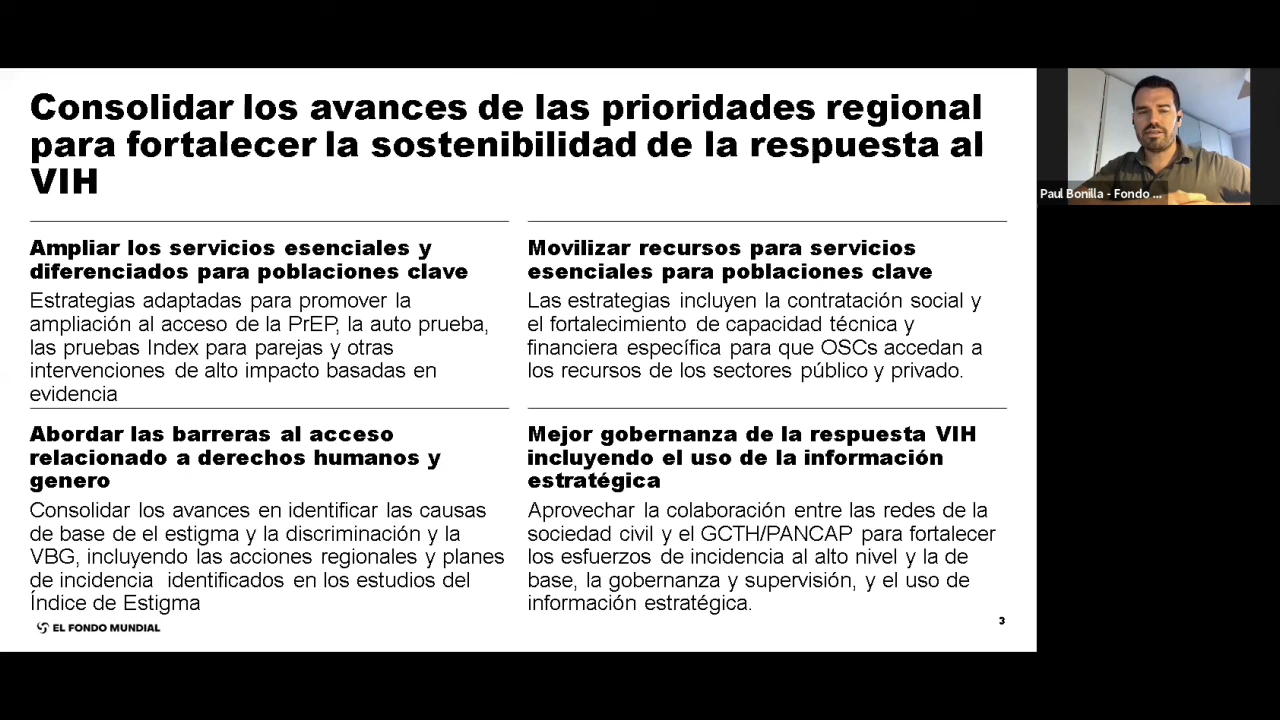 Consolidar los avances de las prioridades regional
para fortalecer la sostenibilidad de la respuesta al
VIH
Ampliar los servicios esenciales y
diferenciados para poblaciones clave
Estrategias adaptadas para promover la
ampliación al acceso de la PrEP, la auto prueba,
las pruebas Index para parejas y otras
intervenciones de alto impacto basadas en
evidencia
Movilizar recursos para servicios
esenciales para poblaciones clave
Las estrategias incluyen la contratación social y
el fortalecimiento de capacidad técnica y
financiera específica para que OSCs accedan a
los recursos de los sectores público y privado.
Abordar las barreras al acceso
relacionado a derechos humanos y
genero
Consolidar los avances en identificar las causas
de base de el estigma y la discriminación y la
VBG, incluyendo las acciones regionales y planes
de incidencia  identificados en los estudios del
Índice de Estigma
Mejor gobernanza de la respuesta VIH
incluyendo el uso de la información
estratégica
Aprovechar la colaboración entre las redes de la
sociedad civil y el GCTH/PANCAP para fortalecer
los esfuerzos de incidencia al alto nivel y la de
base, la gobernanza y supervisión, y el uso de
información estratégica.
EL FONDO MUNDIAL
3
Paul Bonilla - Fondo ...